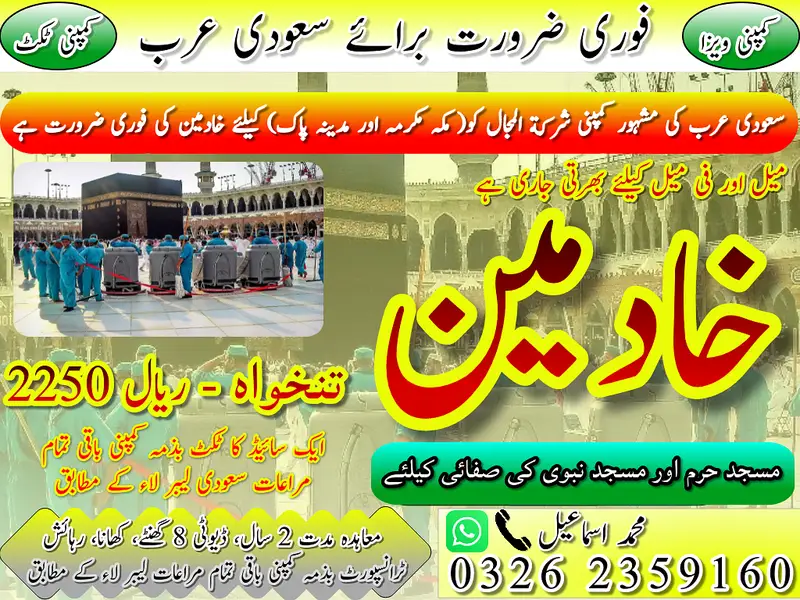 کمپنی ویزا
فوری ضرورت برائے سعودی عرب
کمپنی ٹکٹ
سعودی عرب کی مشہور کمپنی شرکة المجال کو( مکہ مکرمہ اور مدینہ پاک) کیلئے خادمین کی فوری ضرورت ہے
میل اور فی میل کیلئے بھرتی جاری ہے
خادمین
تنخواہ - ریال 2250
ایک سائیڈ کا ٹکٹ بذمہ کمپنی باقی تمام
مراعات سعودی لیبر لاء کے مطابق
مسجد حرم اور مسجد نبوی کی صفائی کیلئے
معاہدہ مدت 2 سال، ڈیوٹی 8 گھنٹے، کھانا، رہائش
ٹرانسپورٹ بذمہ کمپنی باقی تمام مراعات لیبر لاء کے مطابق
محمد اسماعیل
0326 2359160